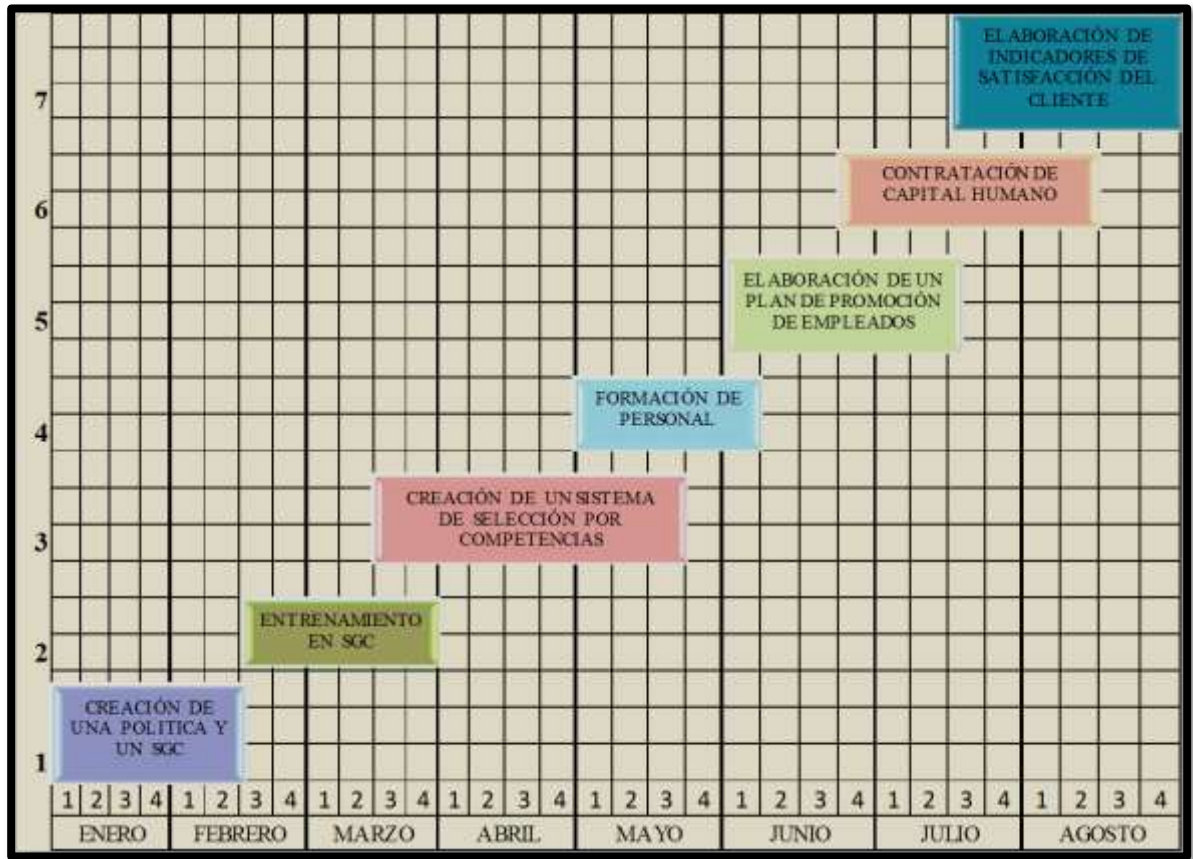 ELABORACIÓN DE
INDICADORES DE
SATISFACCIÓN DEL
CLIENTE
7
CONTRATACIÓN DE
CAPITAL HUMANO
6
ELABORACIÓN DE UN
PLAN DE PROMOCIÓN
DE EMPLEADOS
5
FORMACIÓN DE
PERSONAL
4
CREACIÓN DE UN SISTEMA
DE SELECCIÓN POR
COMPETENCIAS
3
ENTRENAMIENTO
EN SGC
2
CREACIÓN DE
UNA POLITICA Y
UN SGC
1
1 2 3 4 1 2 3 4 1 2 3 4 1 2 3 4 1 2 3 4 1 2 3 4 1 2 3 4 1 2 3 4
ENERO FEBRERO MARZO ABRIL MAYO JUNIO JULIO AGOSTO